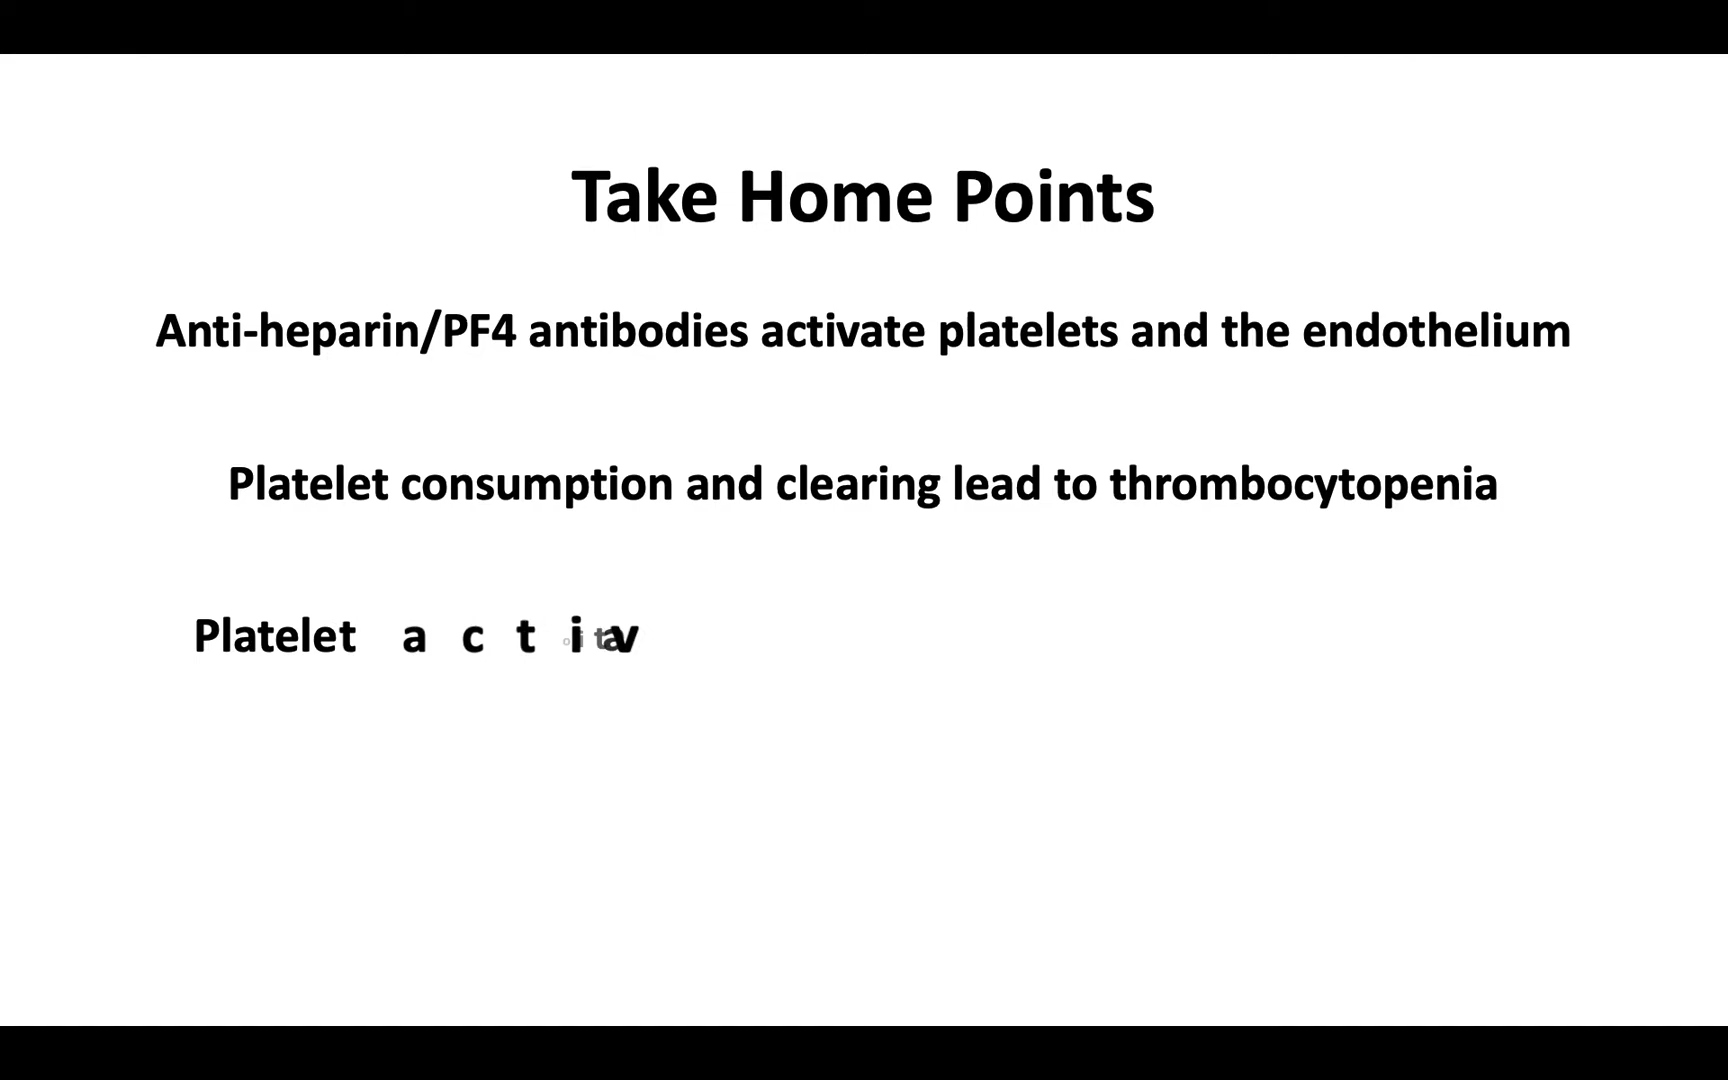 Take Home Points
Anti-heparin/PF4 antibodies activate platelets and the endothelium
Platelet consumption and clearing lead to thrombocytopenia
Platelet